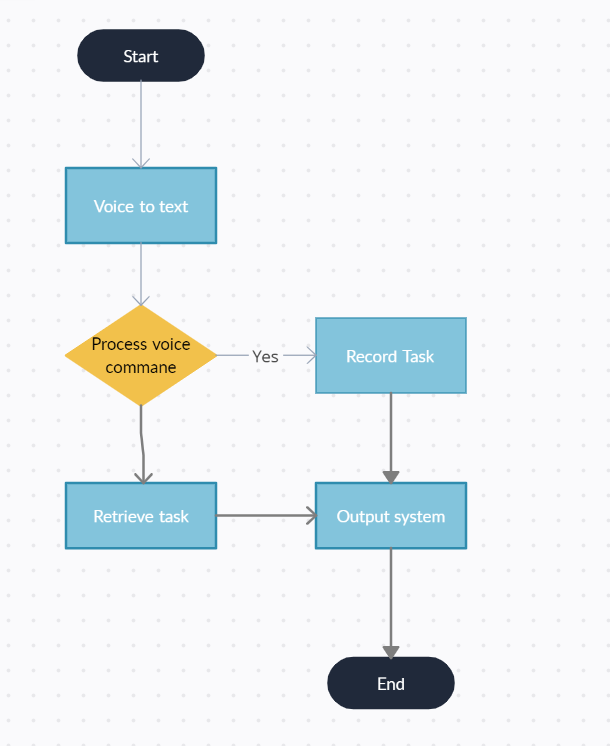 Start
Voice to text
Process voice
commane
Yes
Record Task
Retrieve task
Output system
End